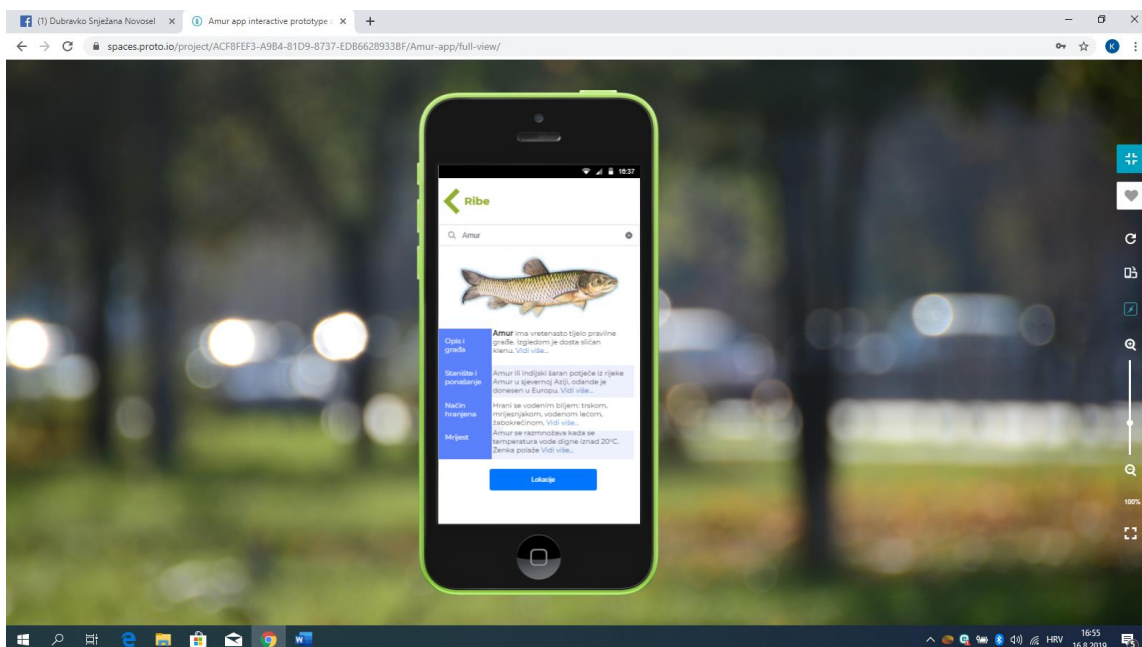 (1) Dubravko Snježana Novosel
Amur app interactive prototype
spaces.proto.io/project/ACF8FEF3-A9B4-81D9-8737-EDB6628933BF/Amur-app/full-view/
K
16:37
Ribe
Amur
Opis i
građa
Amur ima vretenasto tijelo pravilne
građe. Izgledom je dosta sličan
klenu. Vidi više...
Stanište i
ponašanje
Amur ili indijski šaran potječe iz rijeke
Amur u sjevernoj Aziji, odande je
donesen u Europu. Vidi više...
Način
hranjena
Hrani se vodenim biljem: trskom,
mrijesnjakom, vodenom lećom,
žabokrečinom, Vidi više...
Mrijest
Amur se razmnožava kada se
temperatura vode digne iznad 20°C.
Ženka polaže Vidi više...
Lokacije
100%
HRV
16:55
16.8.2019